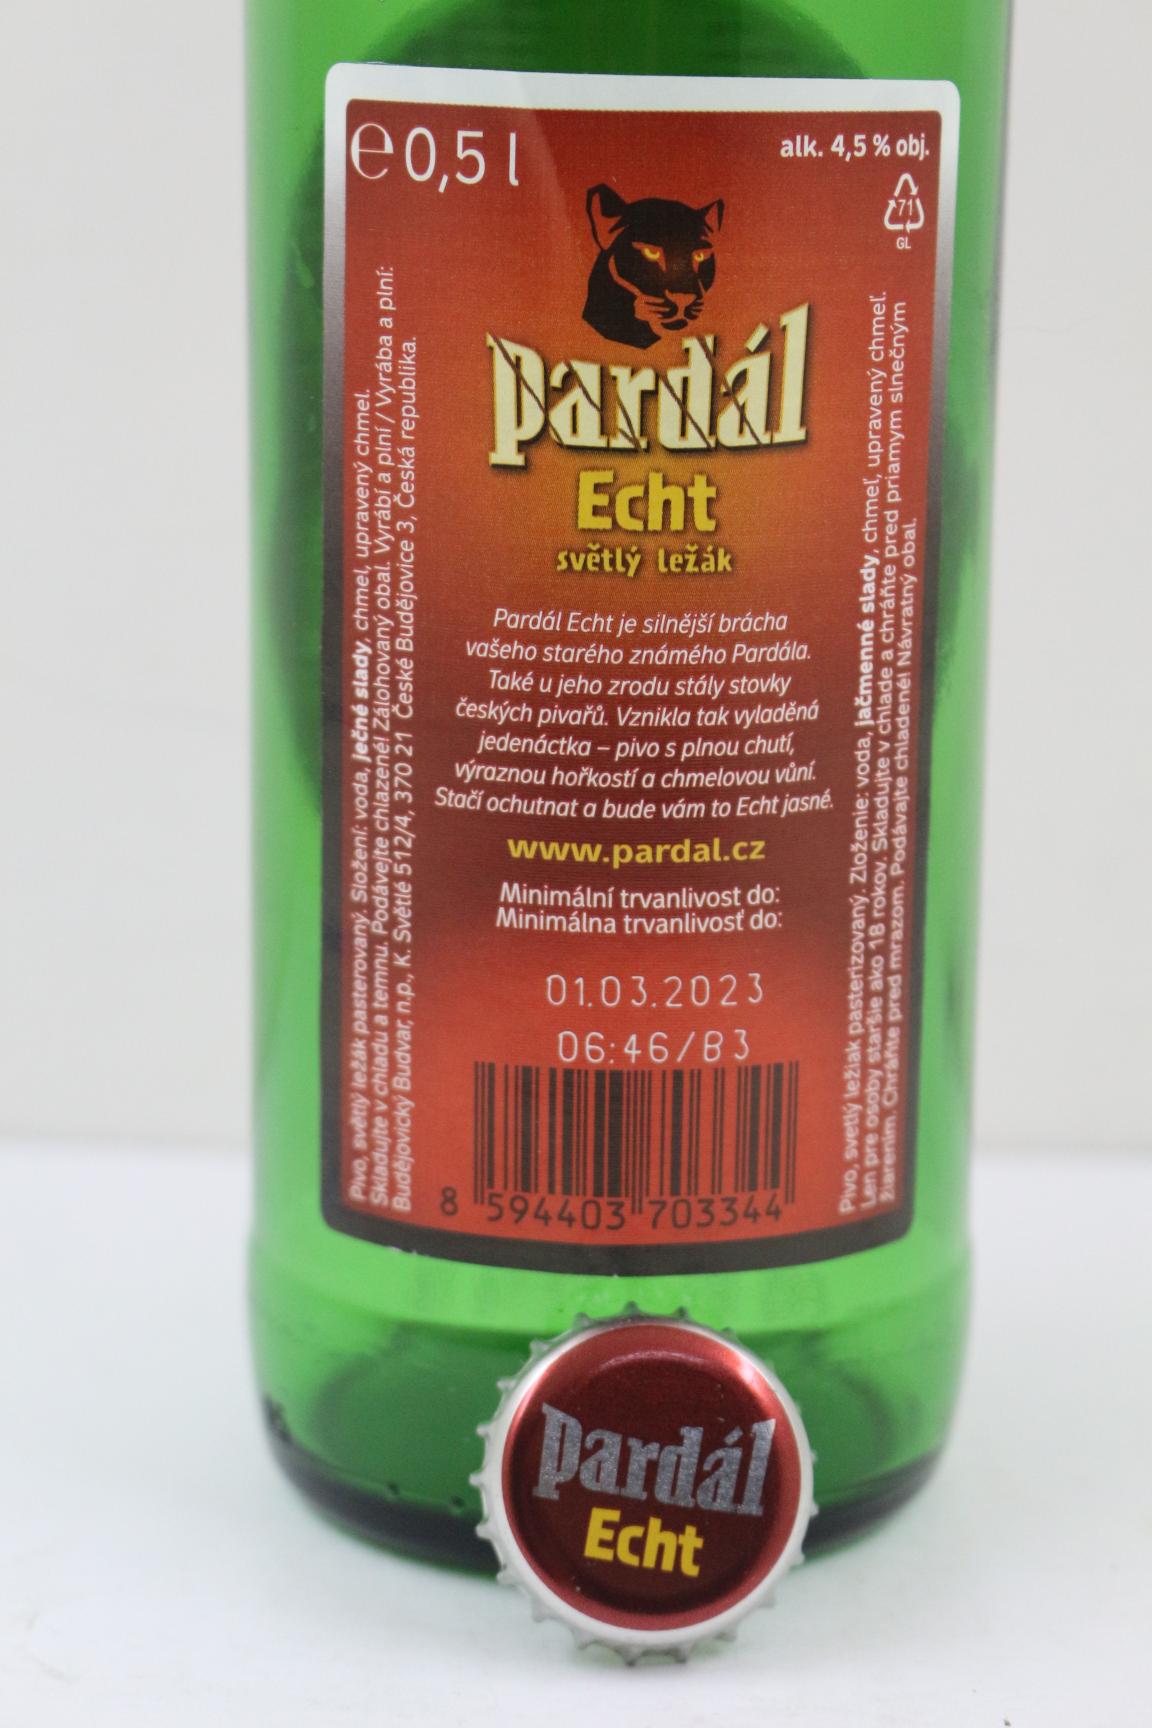 e 0,5 l
alk. 4,5 % obj.
71
GL
pardál
Echt
světlý ležák
Pardál Echt je silnější brácha
vašeho starého známého Pardála.
Také u jeho zrodu stály stovky
českých pivařů. Vznikla tak vyladěná
jedenáctka – pivo s plnou chutí,
výraznou hořkostí a chmelovou vůní.
Stačí ochutnat a bude vám to Echt jasné.
www.pardal.cz
Minimální trvanlivost do:
Minimálna trvanlivosť do:
01.03.2023
06:46/B3
8 594403 703344
Pivo, světlý ležák pasterovaný. Složení: voda, ječné slady, chmel, upravený chmel.
Skladujte v chladu a temnu. Podávejte chlazené! Zálohovaný obal. Vyrábí a plní / Vyrába a plní:
Budějovický Budvar, n.p., K. Světlé 512/4, 370 21 České Budějovice 3, Česká republika.
Pivo, svetlý ležiak pasterizovaný. Zloženie: voda, jačmenné slady, chmeľ, upravený chmeľ.
Len pre osoby staršie ako 18 rokov. Skladujte v chlade a chráňte pred priamym slnečným
žiarením. Chráňte pred mrazom. Podávajte chladené! Návratný obal.
pardál
Echt